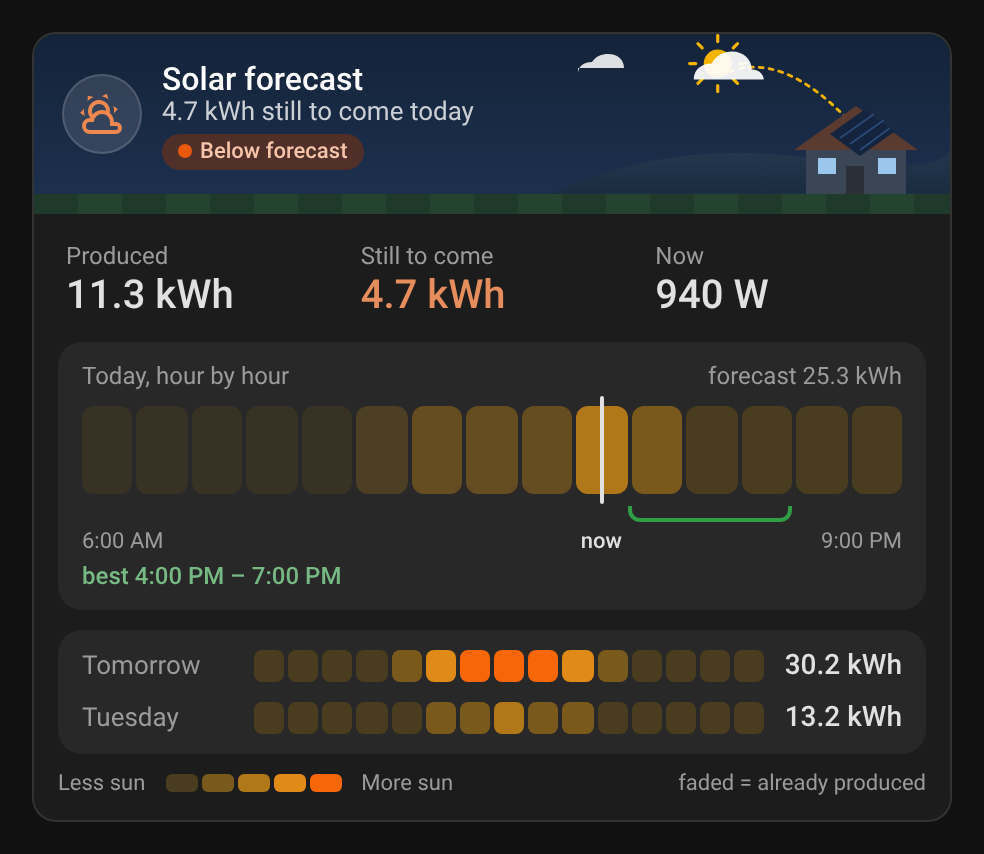 Solar forecast
4.7 kWh still to come today
Below forecast
Produced
11.3 kWh
Still to come
4.7 kWh
Now
940 W
Today, hour by hour
forecast 25.3 kWh
6:00 AM
now
9:00 PM
best 4:00 PM – 7:00 PM
Tomorrow
30.2 kWh
Tuesday
13.2 kWh
Less sun
More sun
faded = already produced